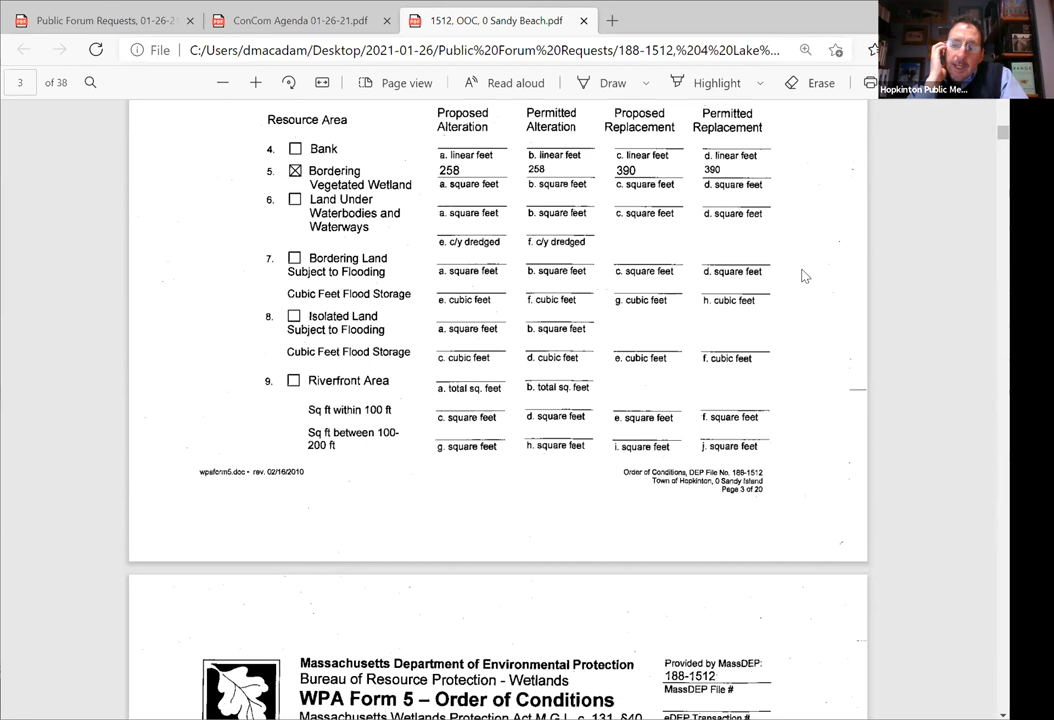 Public Forum Requests, 01-26-21
ConCom Agenda 01-26-21.pdf
1512, OOC, 0 Sandy Beach.pdf
File
C:/Users/dmacadam/Desktop/2021-01-26/Public%20Forum%20Requests/188-1512,%204%20Lake%...
3 of 38
Page view
Read aloud
Draw
Highlight
Erase
Hopkinton Public Me...
Resource Area
Proposed Alteration
Permitted Alteration
Proposed Replacement
Permitted Replacement
4. Bank
a. linear feet b. linear feet c. linear feet d. linear feet
5. Bordering 258 258 390 390
Vegetated Wetland a. square feet b. square feet c. square feet d. square feet
6. Land Under
Waterbodies and a. square feet b. square feet c. square feet d. square feet
Waterways
e. c/y dredged f. c/y dredged
7. Bordering Land
Subject to Flooding a. square feet b. square feet c. square feet d. square feet
Cubic Feet Flood Storage e. cubic feet f. cubic feet g. cubic feet h. cubic feet
8. Isolated Land
Subject to Flooding a. square feet b. square feet
Cubic Feet Flood Storage c. cubic feet d. cubic feet e. cubic feet f. cubic feet
9. Riverfront Area a. total sq. feet b. total sq. feet
Sq ft within 100 ft c. square feet d. square feet e. square feet f. square feet
Sq ft between 100-
200 ft g. square feet h. square feet i. square feet j. square feet
wpaform5.doc • rev. 02/16/2010
Order of Conditions, DEP File No. 188-1512
Town of Hopkinton, 0 Sandy Island
Page 3 of 20
Massachusetts Department of Environmental Protection
Bureau of Resource Protection - Wetlands
WPA Form 5 – Order of Conditions
Massachusetts Wetlands Protection Act M.G.L. c. 131, §40
Provided by MassDEP:
188-1512
MassDEP File #
eDEP Transaction #